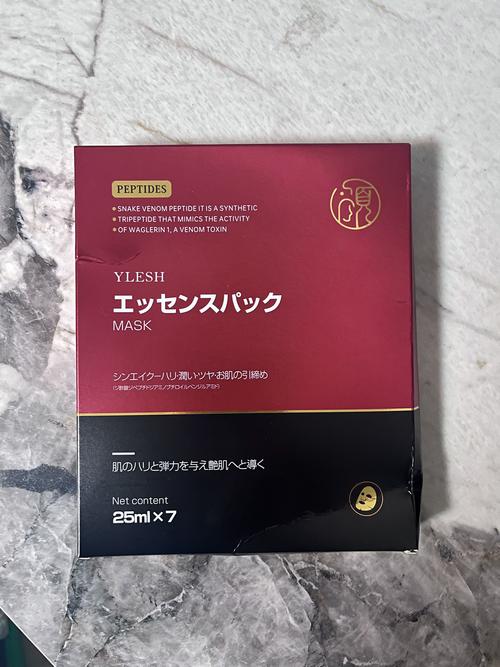 PEPTIDES
SNAKE VENOM PEPTIDE IT IS A SYNTHETIC
TRIPEPTIDE THAT MIMICS THE ACTIVITY
OF WAGLERIN 1, A VENOM TOXIN
YLESH
エッセンスパック
MASK
シンエイクーハリ・潤い・ツヤ・お肌の引締め
肌のハリと弾力を与え艶肌へと導く
Net content
25ml×7